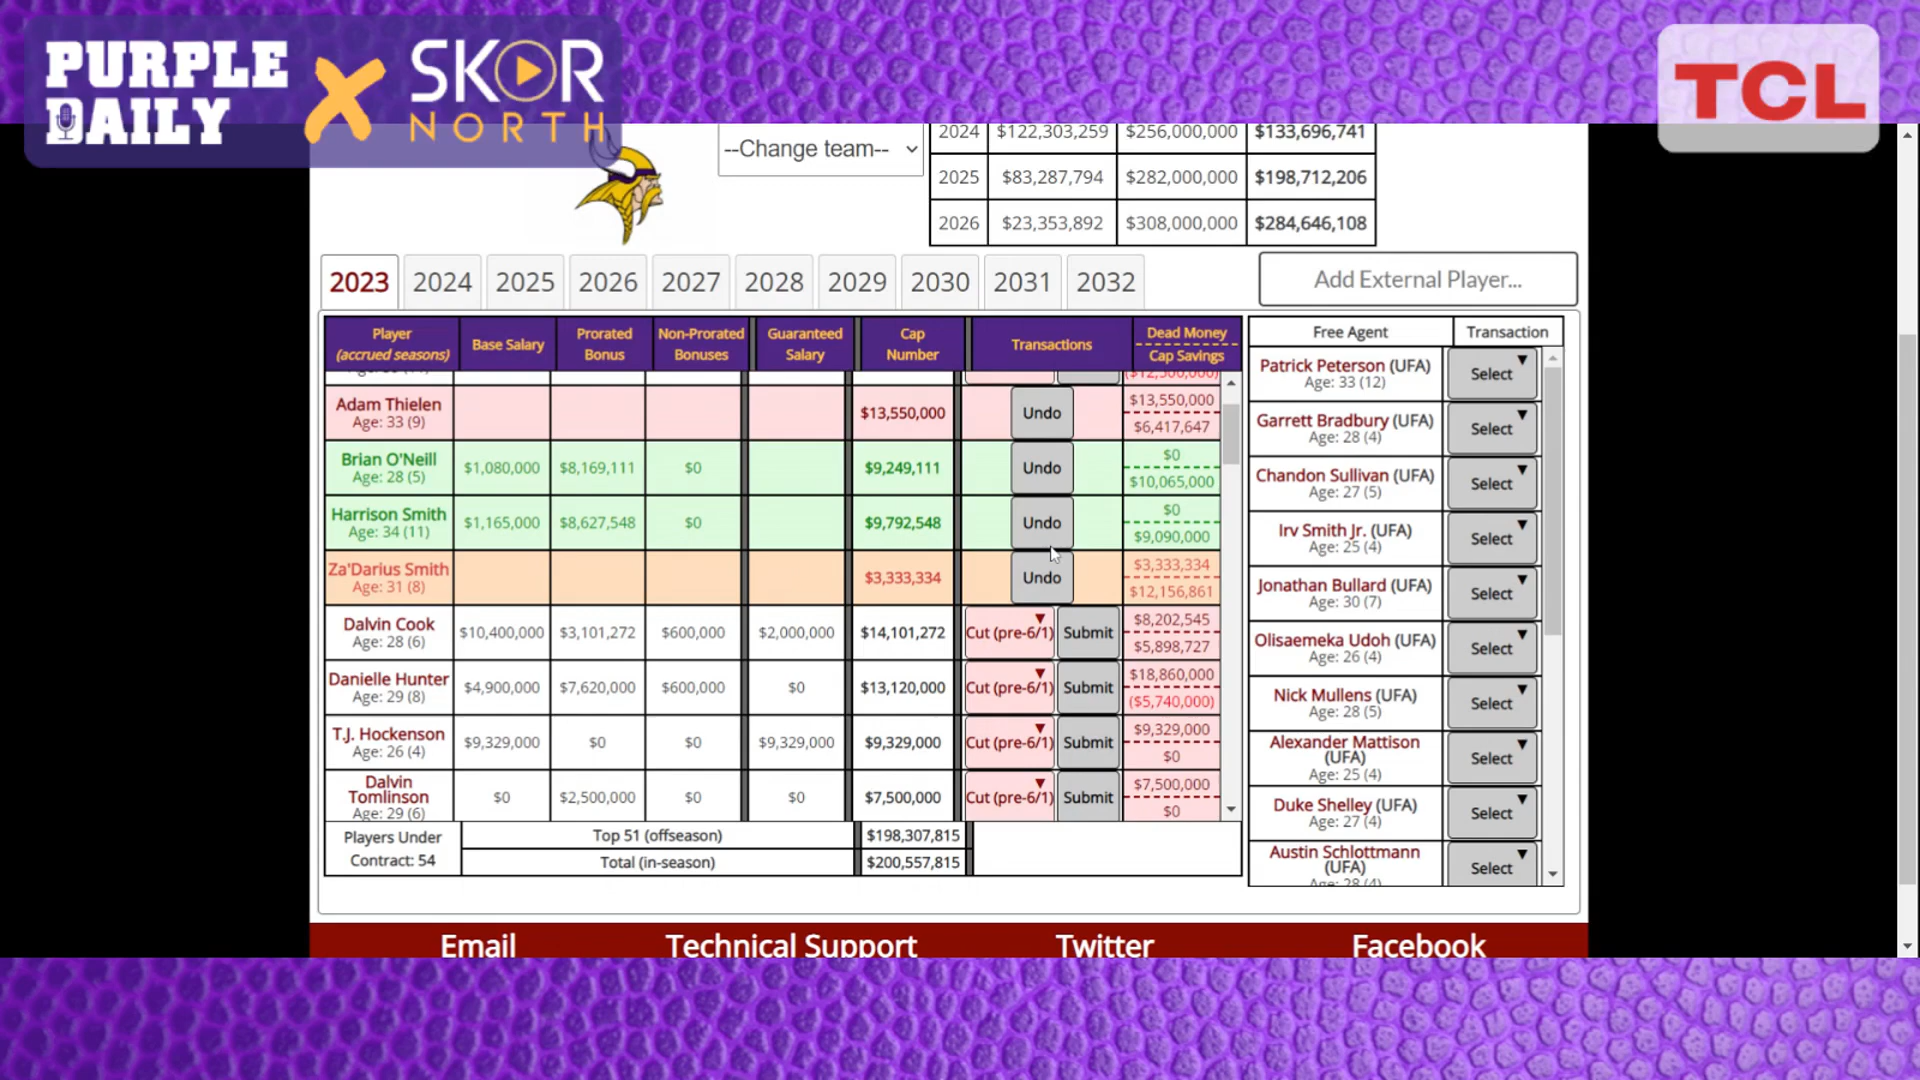 PURPLE DAILY X SKOR NORTH
TCL
--Change team--
2024 $122,303,259 $256,000,000 $133,696,741
2025 $83,287,794 $282,000,000 $198,712,206
2026 $23,353,892 $308,000,000 $284,646,108
2023 2024 2025 2026 2027 2028 2029 2030 2031 2032
Add External Player...
Player (accrued seasons) Base Salary Prorated Bonus Non-Prorated Bonuses Guaranteed Salary Cap Number Transactions Dead Money Cap Savings
($12,500,000)
Adam Thielen Age: 33 (9) $13,550,000 Undo $13,550,000 $6,417,647
Brian O'Neill Age: 28 (5) $1,080,000 $8,169,111 $0 $9,249,111 Undo $0 $10,065,000
Harrison Smith Age: 34 (11) $1,165,000 $8,627,548 $0 $9,792,548 Undo $0 $9,090,000
Za'Darius Smith Age: 31 (8) $3,333,334 Undo $3,333,334 $12,156,861
Dalvin Cook Age: 28 (6) $10,400,000 $3,101,272 $600,000 $2,000,000 $14,101,272 Cut (pre-6/1) Submit $8,202,545 $5,898,727
Danielle Hunter Age: 29 (8) $4,900,000 $7,620,000 $600,000 $0 $13,120,000 Cut (pre-6/1) Submit $18,860,000 ($5,740,000)
T.J. Hockenson Age: 26 (4) $9,329,000 $0 $0 $9,329,000 $9,329,000 Cut (pre-6/1) Submit $9,329,000 $0
Dalvin Tomlinson Age: 29 (6) $0 $2,500,000 $0 $0 $7,500,000 Cut (pre-6/1) Submit $7,500,000 $0
Players Under Contract: 54
Top 51 (offseason) $198,307,815
Total (in-season) $200,557,815
Free Agent Transaction
Patrick Peterson (UFA) Age: 33 (12) Select
Garrett Bradbury (UFA) Age: 28 (4) Select
Chandon Sullivan (UFA) Age: 27 (5) Select
Irv Smith Jr. (UFA) Age: 25 (4) Select
Jonathan Bullard (UFA) Age: 30 (7) Select
Olisaemeka Udoh (UFA) Age: 26 (4) Select
Nick Mullens (UFA) Age: 28 (5) Select
Alexander Mattison (UFA) Age: 25 (4) Select
Duke Shelley (UFA) Age: 27 (4) Select
Austin Schlottmann (UFA) Age: 28 (4) Select
Email Technical Support Twitter Facebook